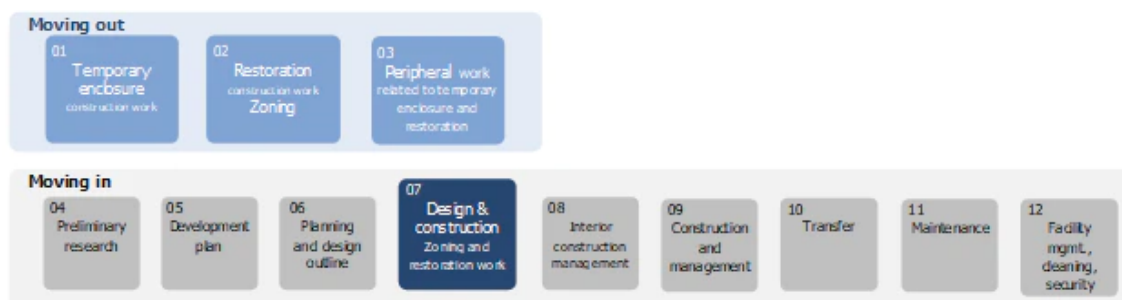 Moving out
01
Temporary
enclosure
construction work
02
Restoration
construction work
Zoning
03
Peripheral work
related to temporary
enclosure and
restoration
Moving in
04
Preliminary
research
05
Development
plan
06
Planning
and design
outline
07
Design &
construction
Zoning and
restoration work
08
Interior
construction
management
09
Construction
and
management
10
Transfer
11
Maintenance
12
Facility
mgmt.,
cleaning,
security